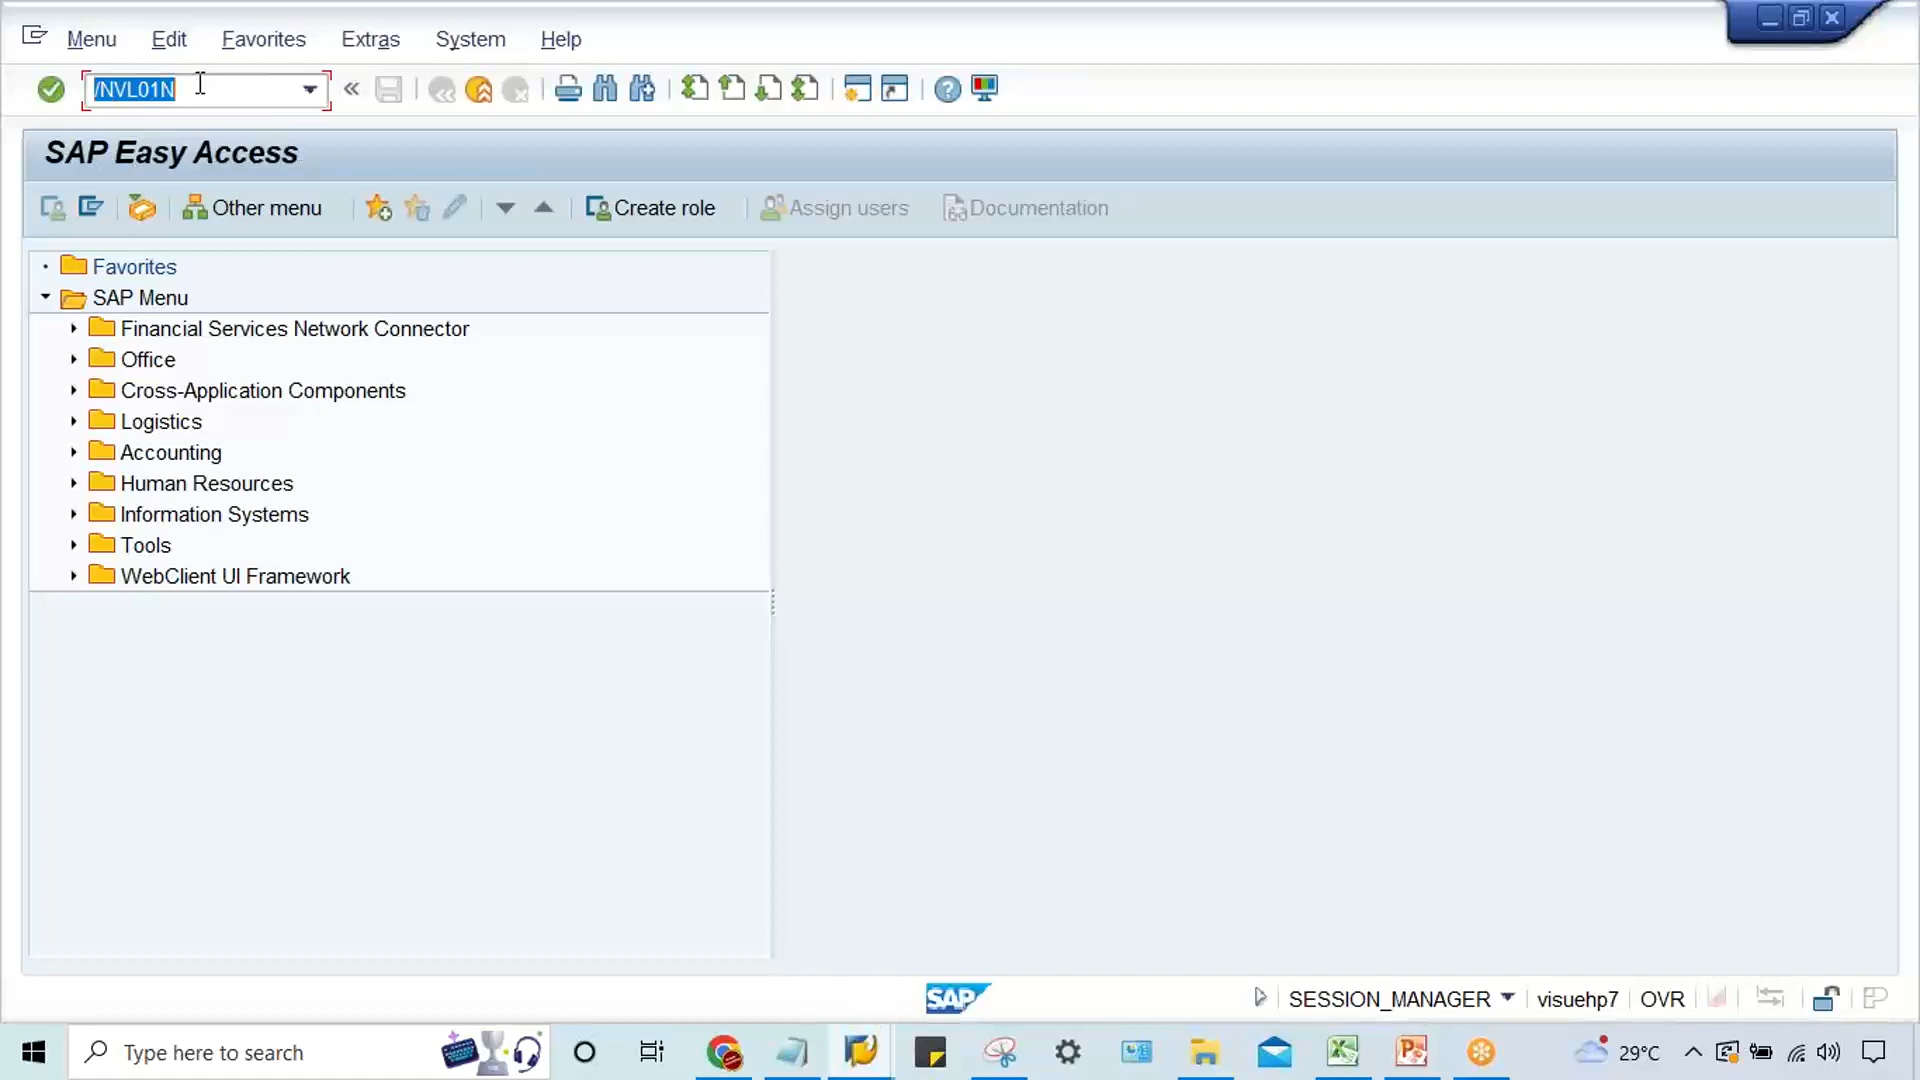 Menu Edit Favorites Extras System Help
/NVL01N
SAP Easy Access
Other menu Create role Assign users Documentation
Favorites
SAP Menu
Financial Services Network Connector
Office
Cross-Application Components
Logistics
Accounting
Human Resources
Information Systems
Tools
WebClient UI Framework
SAP SESSION_MANAGER visuehp7 OVR
Type here to search 29°C